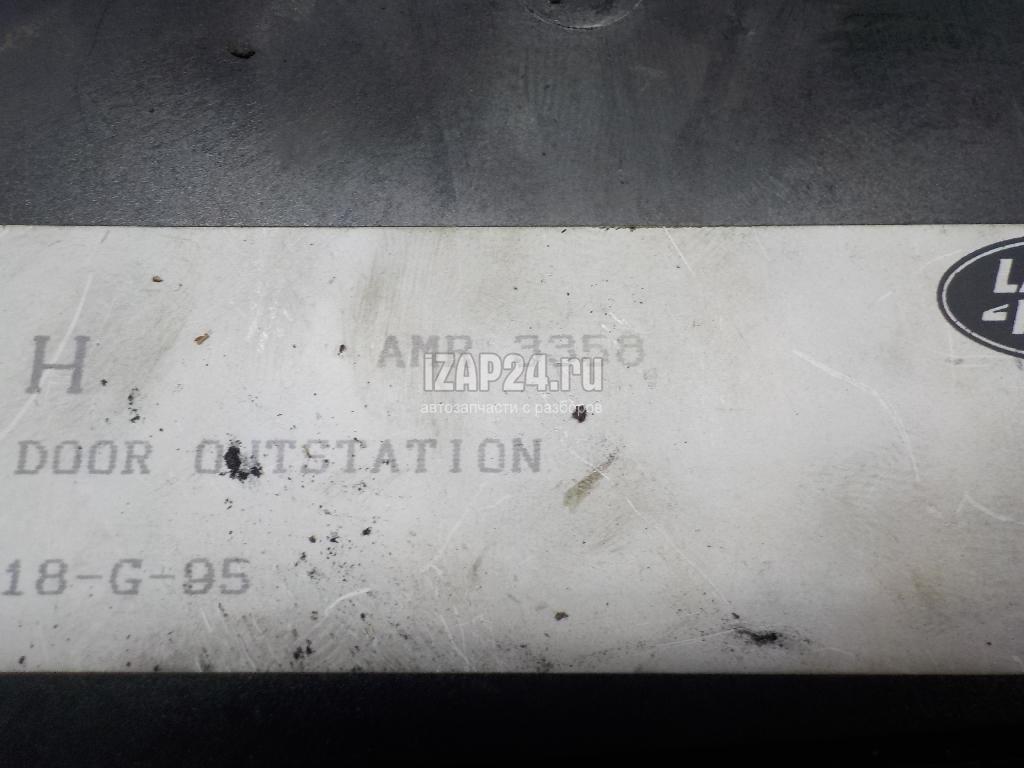 H AMR 3358
iZAP24.ru
автозапчасти с разборов
DOOR OUTSTATION
18-G-95